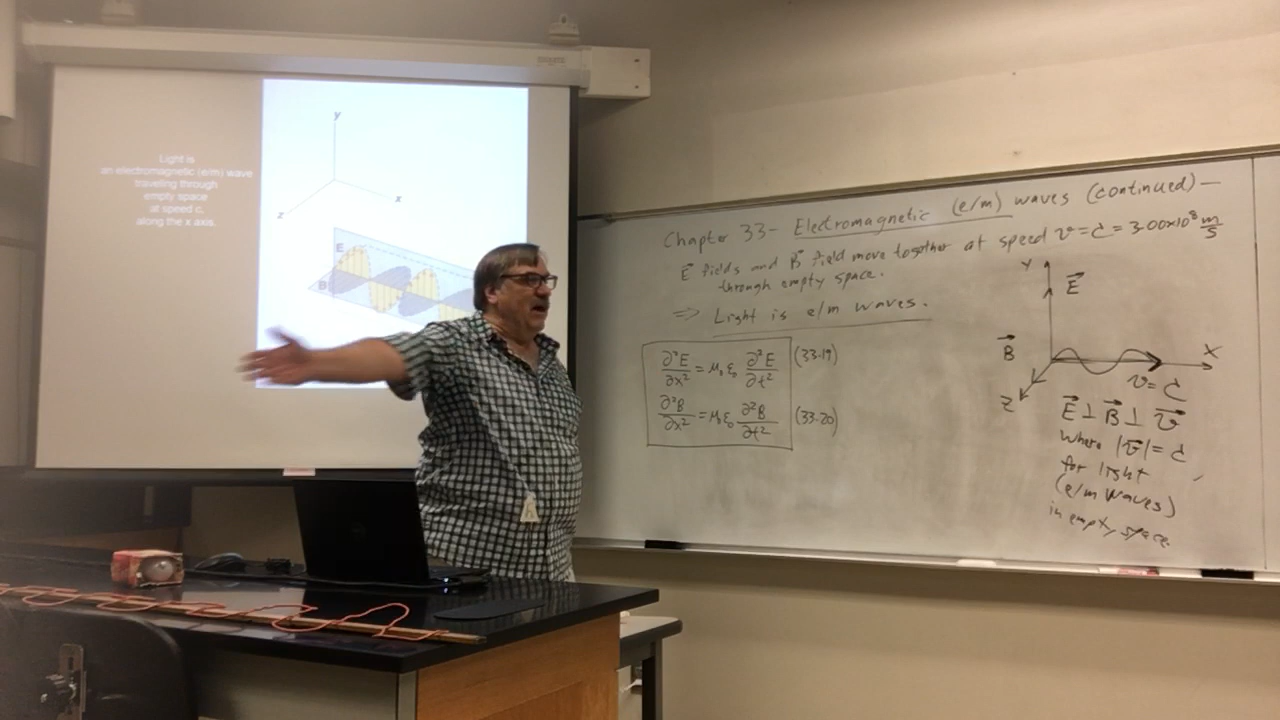 Light is
an electromagnetic (e/m) wave
traveling through
empty space
at speed c,
along the x axis.
y
z
x
E
B
Chapter 33- Electromagnetic (e/m) waves (continued) —
E⃗ fields and B⃗ field move together at speed v = c = 3.00x10⁸ m/s
through empty space.
⇒ Light is e/m waves.
∂²E/∂x² = μ₀ε₀ ∂²E/∂t² (33-19)
∂²B/∂x² = μ₀ε₀ ∂²B/∂t² (33-20)
Y
E⃗
B⃗
X
Z
v = c
E⃗ ⊥ B⃗ ⊥ v⃗
where |v⃗| = c
for light
(e/m waves)
in empty space.